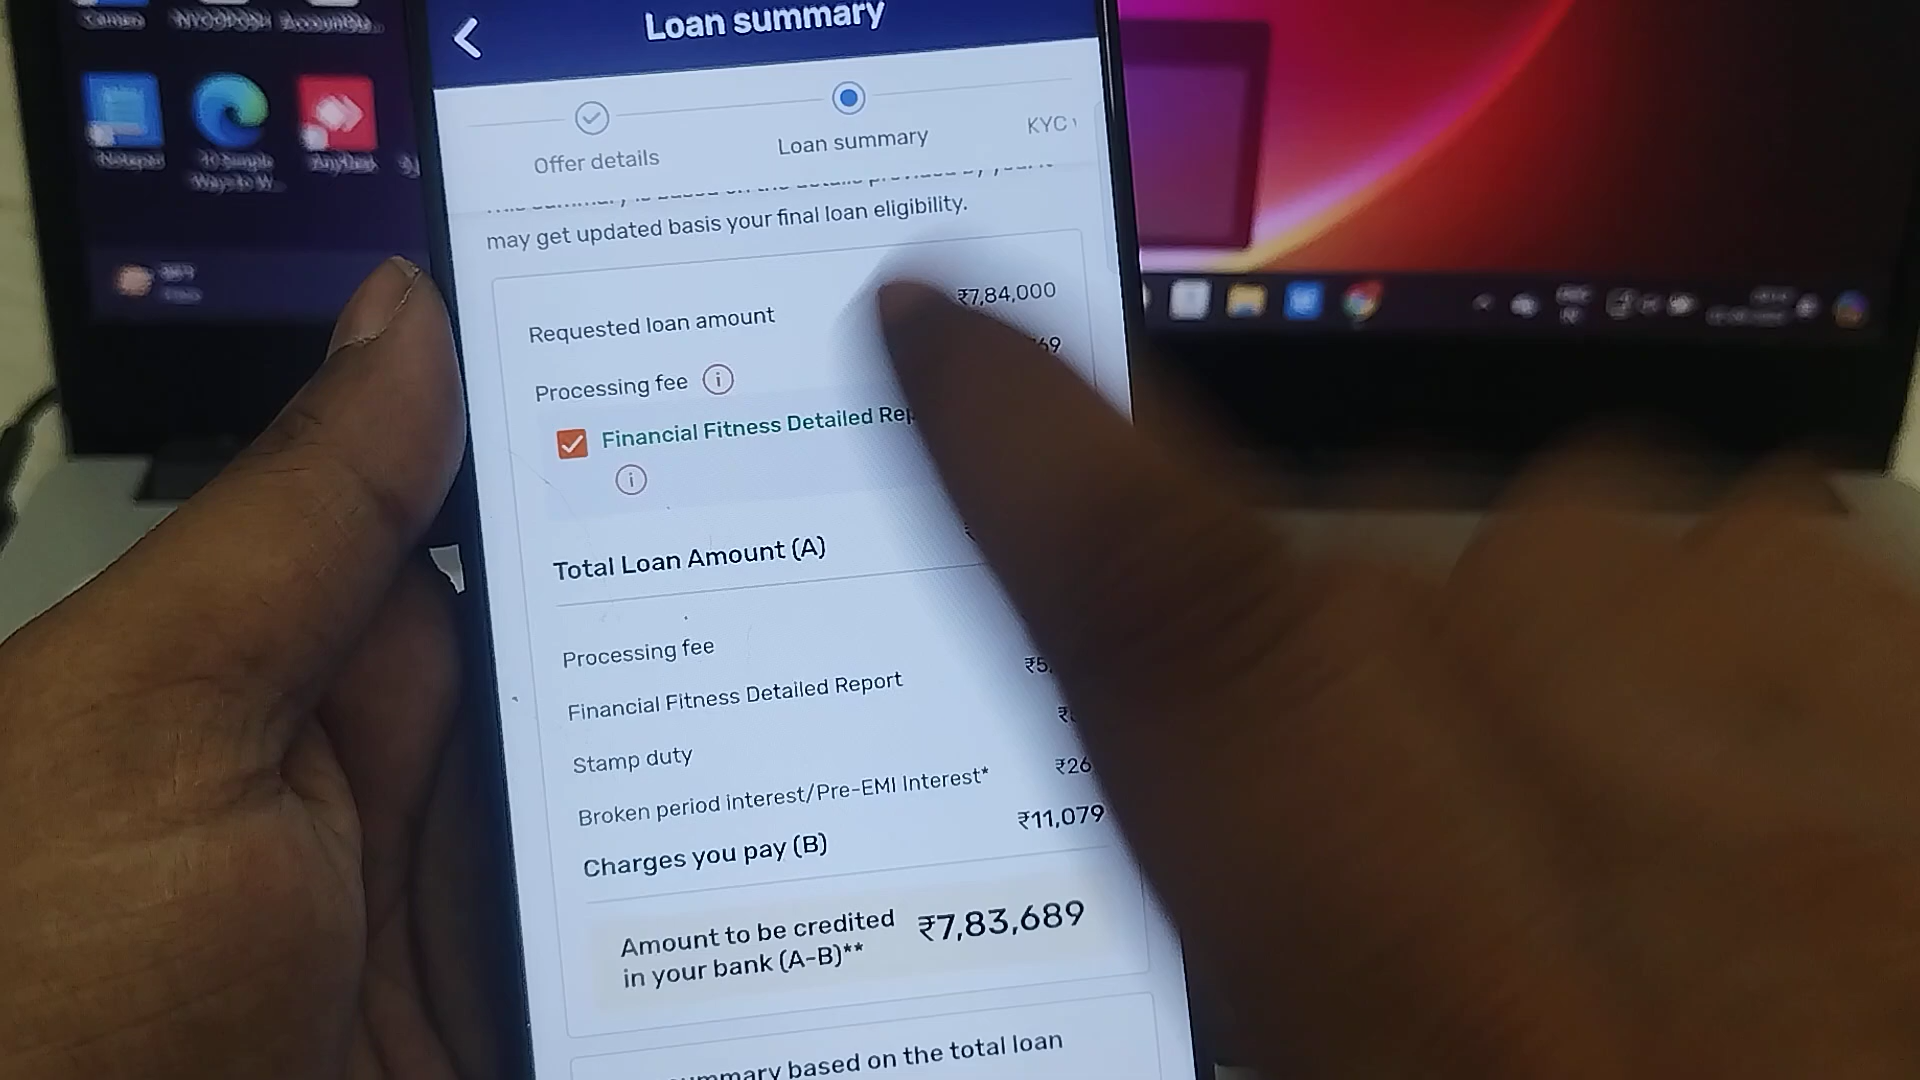 Loan summary
Offer details
Loan summary
KYC
may get updated basis your final loan eligibility.
Requested loan amount ₹7,84,000
Processing fee
Financial Fitness Detailed
Total Loan Amount (A)
Processing fee
Financial Fitness Detailed Report
Stamp duty
Broken period interest/Pre-EMI Interest*
Charges you pay (B) ₹11,079
Amount to be credited ₹7,83,689
in your bank (A-B)**
based on the total loan
Notepad
AnyDesk